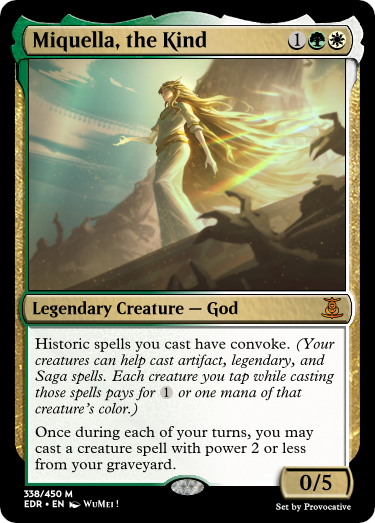 Miquella, the Kind 1
Legendary Creature — God
Historic spells you cast have convoke. (Your
creatures can help cast artifact, legendary, and
Saga spells. Each creature you tap while casting
those spells pays for 1 or one mana of that
creature's color.)
Once during each of your turns, you may
cast a creature spell with power 2 or less
from your graveyard.
0/5
338/450 M
EDR • EN WuMei !
Set by Provocative